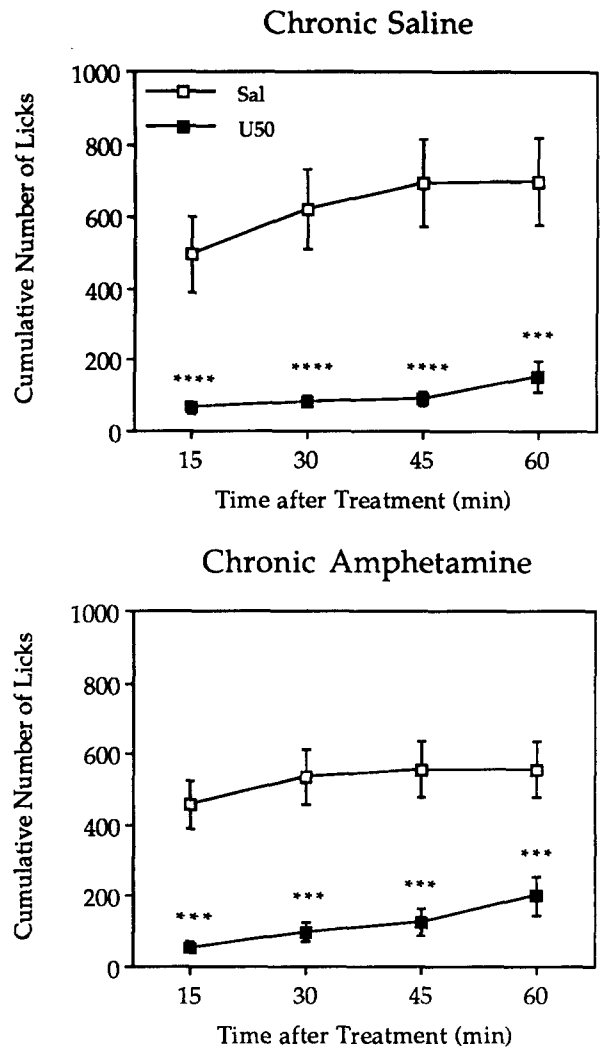 Chronic Saline
Cumulative Number of Licks
1000
800
600
400
200
0
Sal
U50
****
****
****
***
15 30 45 60
Time after Treatment (min)
Chronic Amphetamine
Cumulative Number of Licks
1000
800
600
400
200
0
***
***
***
***
15 30 45 60
Time after Treatment (min)